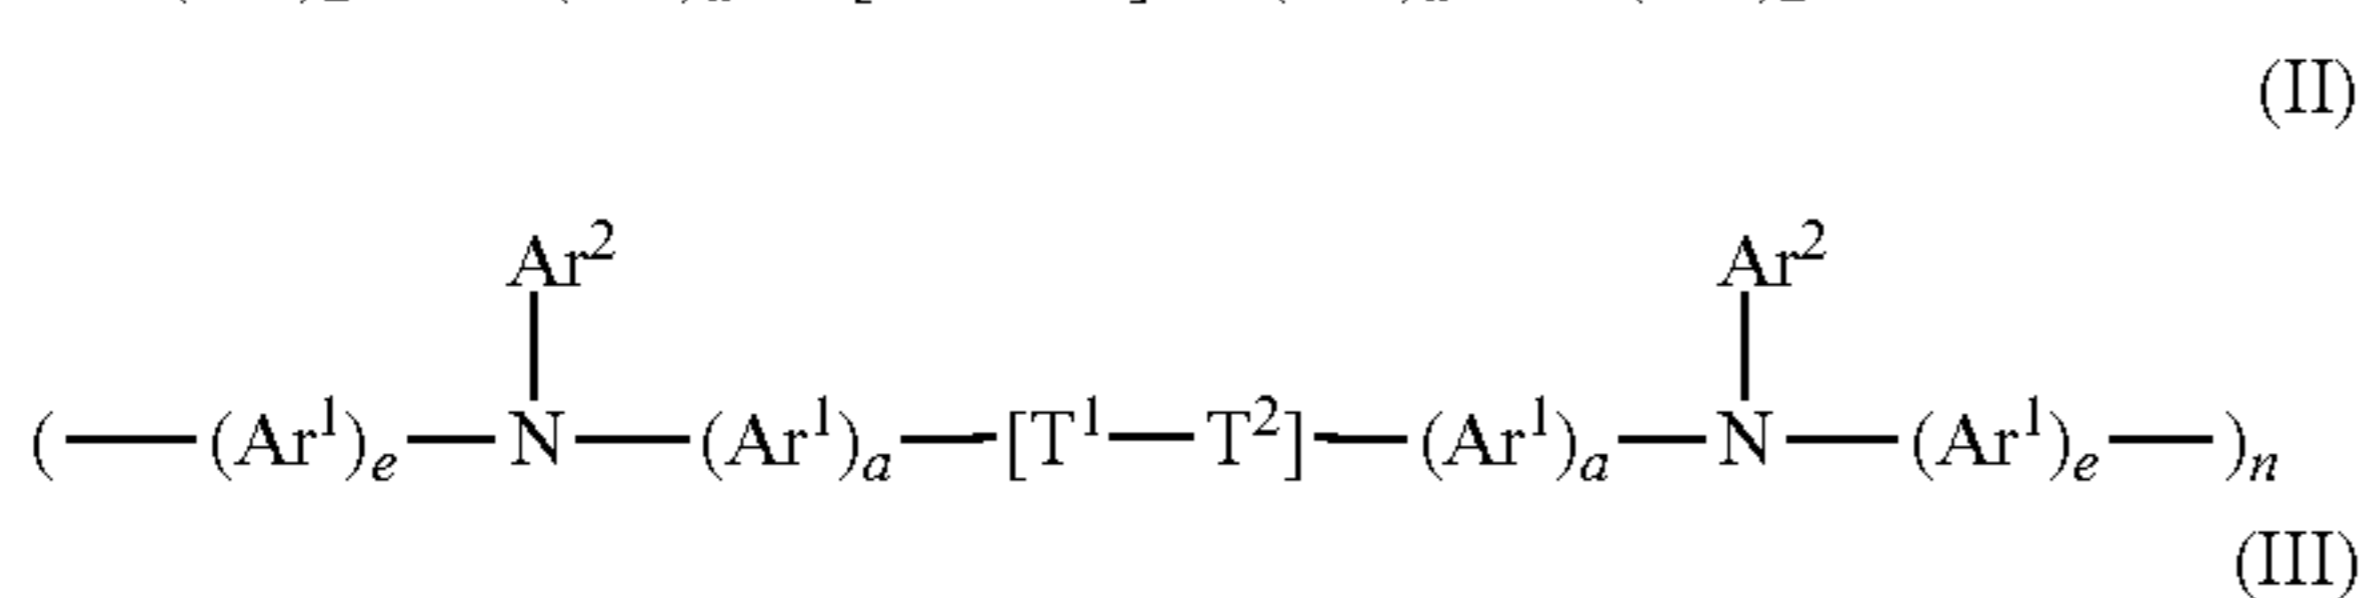 (II)
Ar² Ar²
( — (Ar¹)ₑ — N — (Ar¹)ₐ — [T¹ — T²] — (Ar¹)ₐ — N — (Ar¹)ₑ — )ₙ
(III)